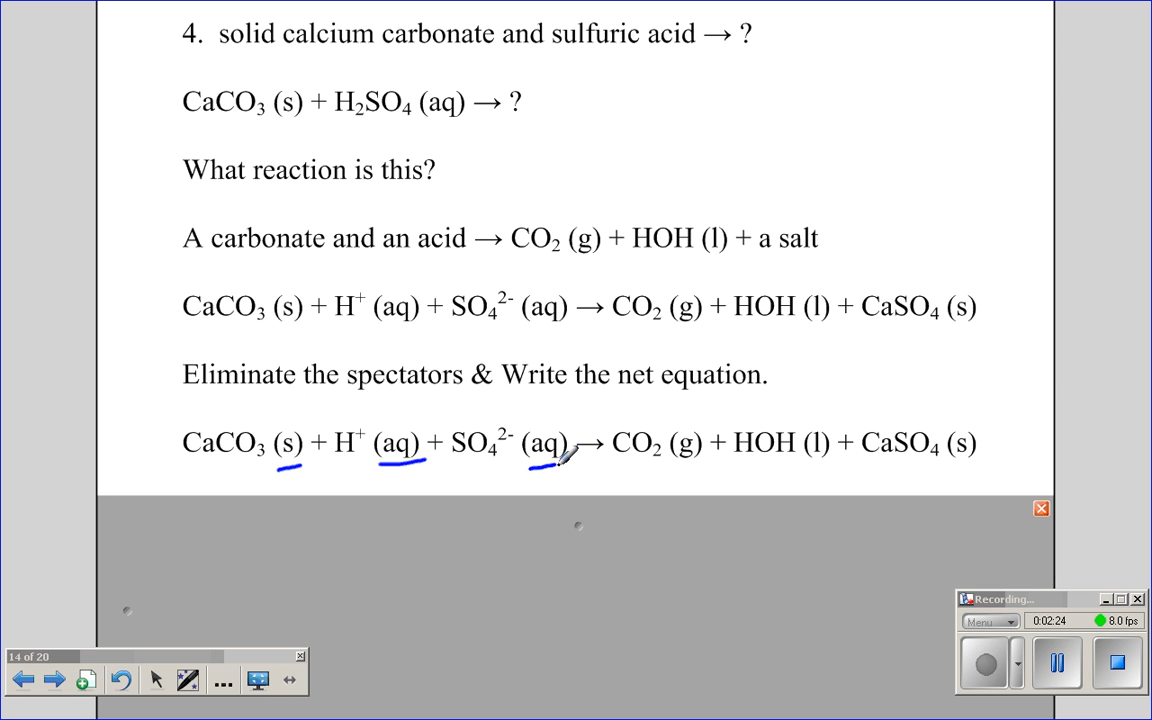 4. solid calcium carbonate and sulfuric acid → ?
CaCO₃ (s) + H₂SO₄ (aq) → ?
What reaction is this?
A carbonate and an acid → CO₂ (g) + HOH (l) + a salt
CaCO₃ (s) + H⁺ (aq) + SO₄²⁻ (aq) → CO₂ (g) + HOH (l) + CaSO₄ (s)
Eliminate the spectators & Write the net equation.
CaCO₃ (s) + H⁺ (aq) + SO₄²⁻ (aq) → CO₂ (g) + HOH (l) + CaSO₄ (s)
Recording...
Menu 0:02:24 8.0 fps
14 of 20